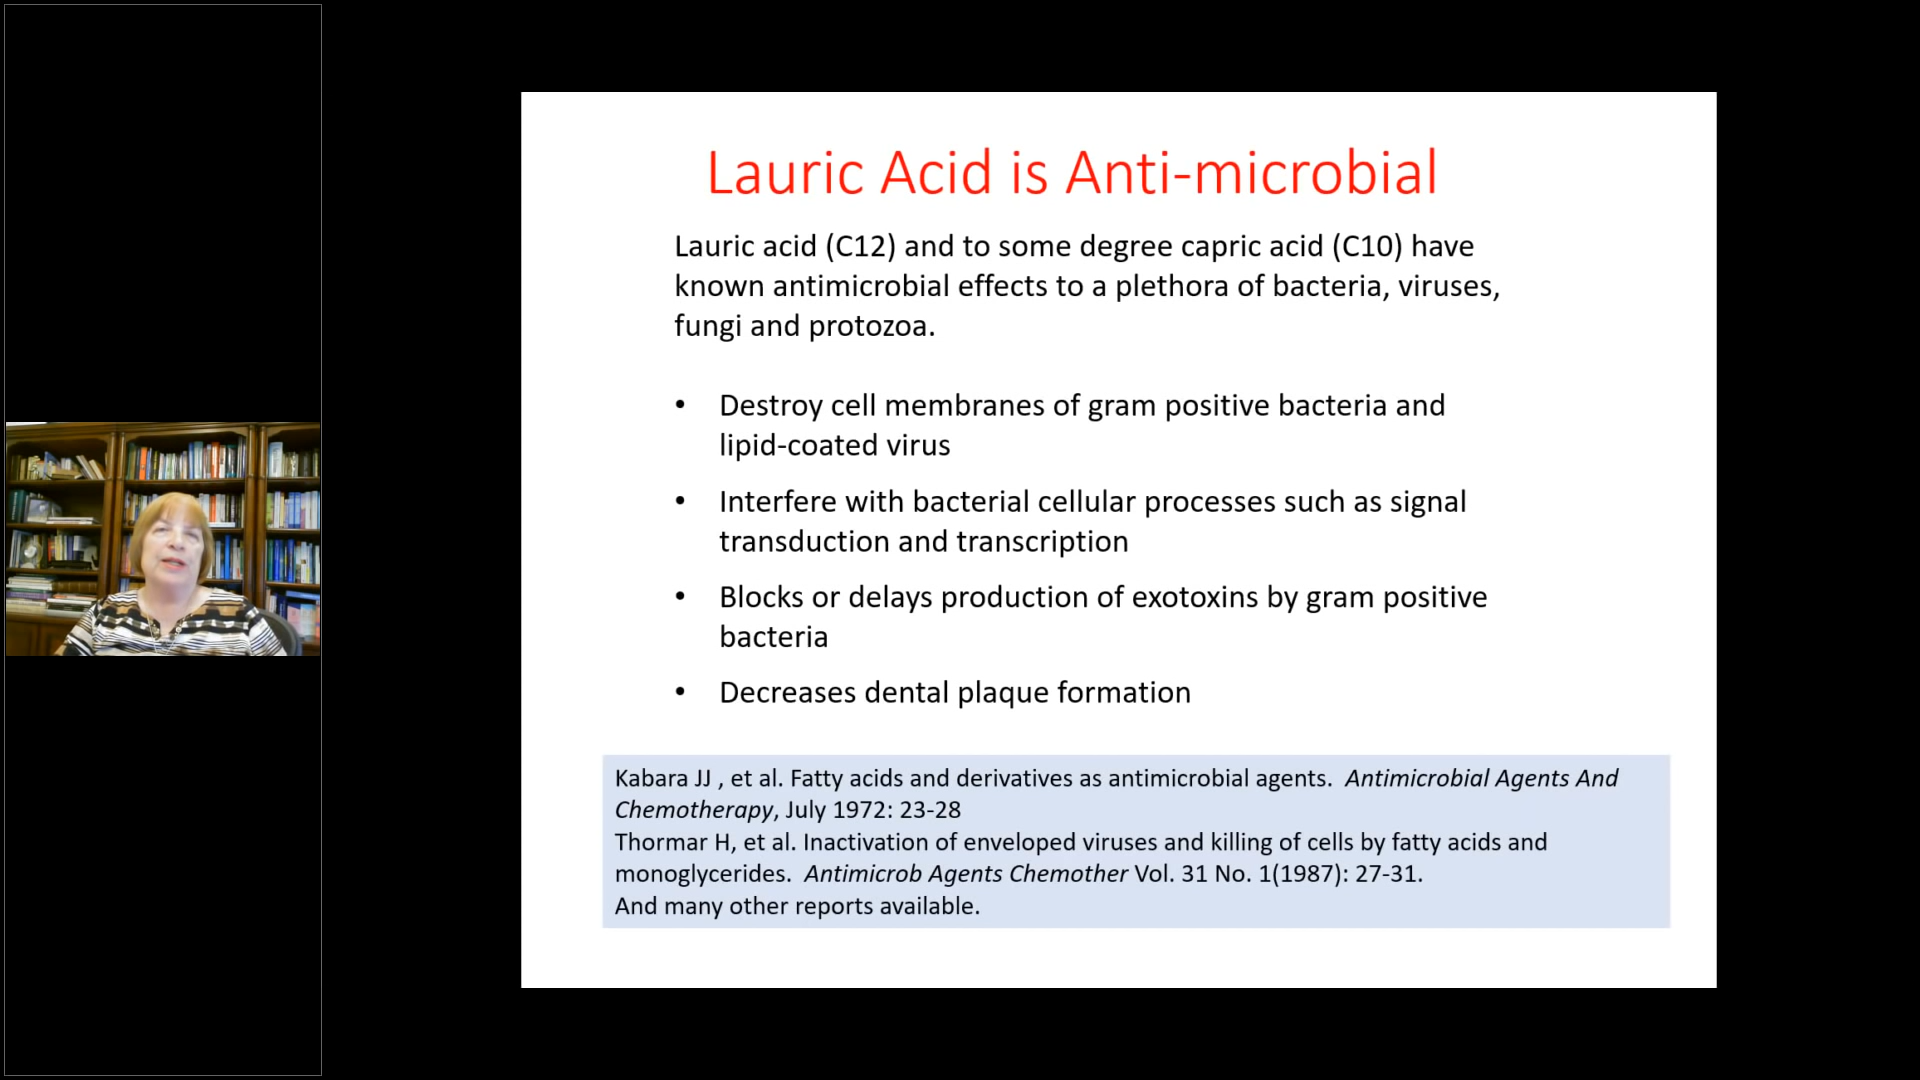 Lauric Acid is Anti-microbial
Lauric acid (C12) and to some degree capric acid (C10) have
known antimicrobial effects to a plethora of bacteria, viruses,
fungi and protozoa.
• Destroy cell membranes of gram positive bacteria and
lipid-coated virus
• Interfere with bacterial cellular processes such as signal
transduction and transcription
• Blocks or delays production of exotoxins by gram positive
bacteria
• Decreases dental plaque formation
Kabara JJ , et al. Fatty acids and derivatives as antimicrobial agents. Antimicrobial Agents And
Chemotherapy, July 1972: 23-28
Thormar H, et al. Inactivation of enveloped viruses and killing of cells by fatty acids and
monoglycerides. Antimicrob Agents Chemother Vol. 31 No. 1(1987): 27-31.
And many other reports available.